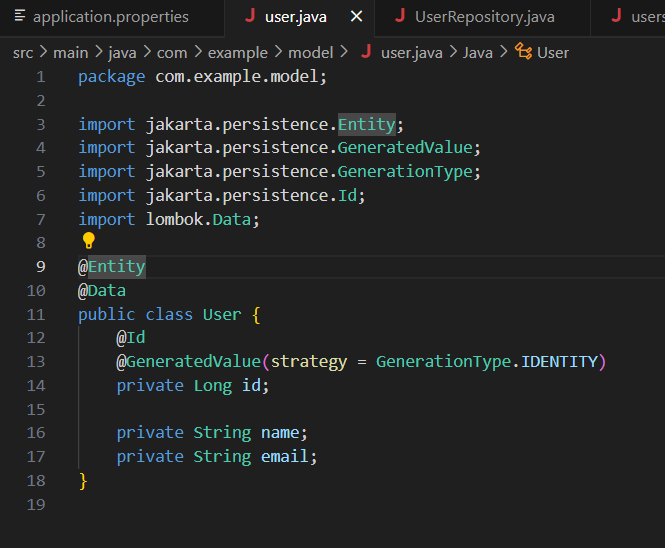 application.properties user.java UserRepository.java users
src > main > java > com > example > model > user.java > Java > User
1 package com.example.model;
2
3 import jakarta.persistence.Entity;
4 import jakarta.persistence.GeneratedValue;
5 import jakarta.persistence.GenerationType;
6 import jakarta.persistence.Id;
7 import lombok.Data;
8
9 @Entity
10 @Data
11 public class User {
12 @Id
13 @GeneratedValue(strategy = GenerationType.IDENTITY)
14 private Long id;
15
16 private String name;
17 private String email;
18 }
19